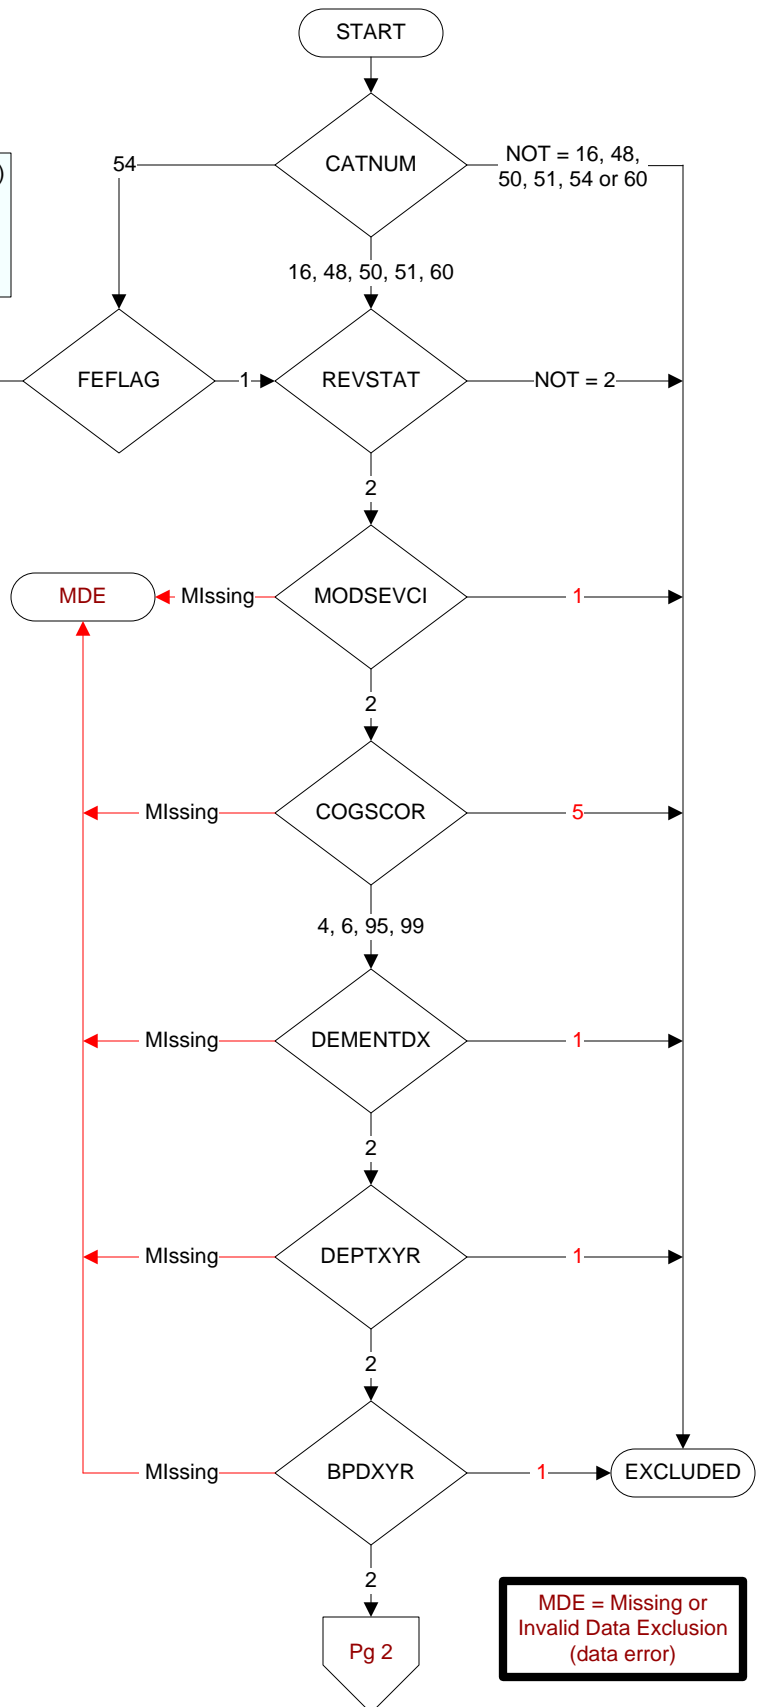 START
CATNUM
54
NOT = 16, 48,
50, 51, 54 or 60
)
16, 48, 50, 51, 60
FEFLAG
1
REVSTAT
NOT = 2
2
MDE
MIssing
MODSEVCI
1
2
MIssing
COGSCOR
5
4, 6, 95, 99
MIssing
DEMENTDX
1
2
MIssing
DEPTXYR
1
2
MIssing
BPDXYR
1
EXCLUDED
2
Pg 2
MDE = Missing or
Invalid Data Exclusion
(data error)